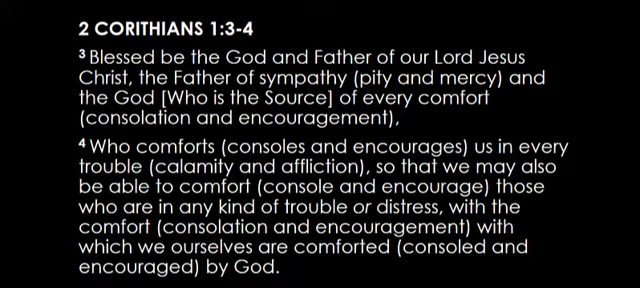 2 CORITHIANS 1:3-4
3 Blessed be the God and Father of our Lord Jesus
Christ, the Father of sympathy (pity and mercy) and
the God [Who is the Source] of every comfort
(consolation and encouragement),
4 Who comforts (consoles and encourages) us in every
trouble (calamity and affliction), so that we may also
be able to comfort (console and encourage) those
who are in any kind of trouble or distress, with the
comfort (consolation and encouragement) with
which we ourselves are comforted (consoled and
encouraged) by God.